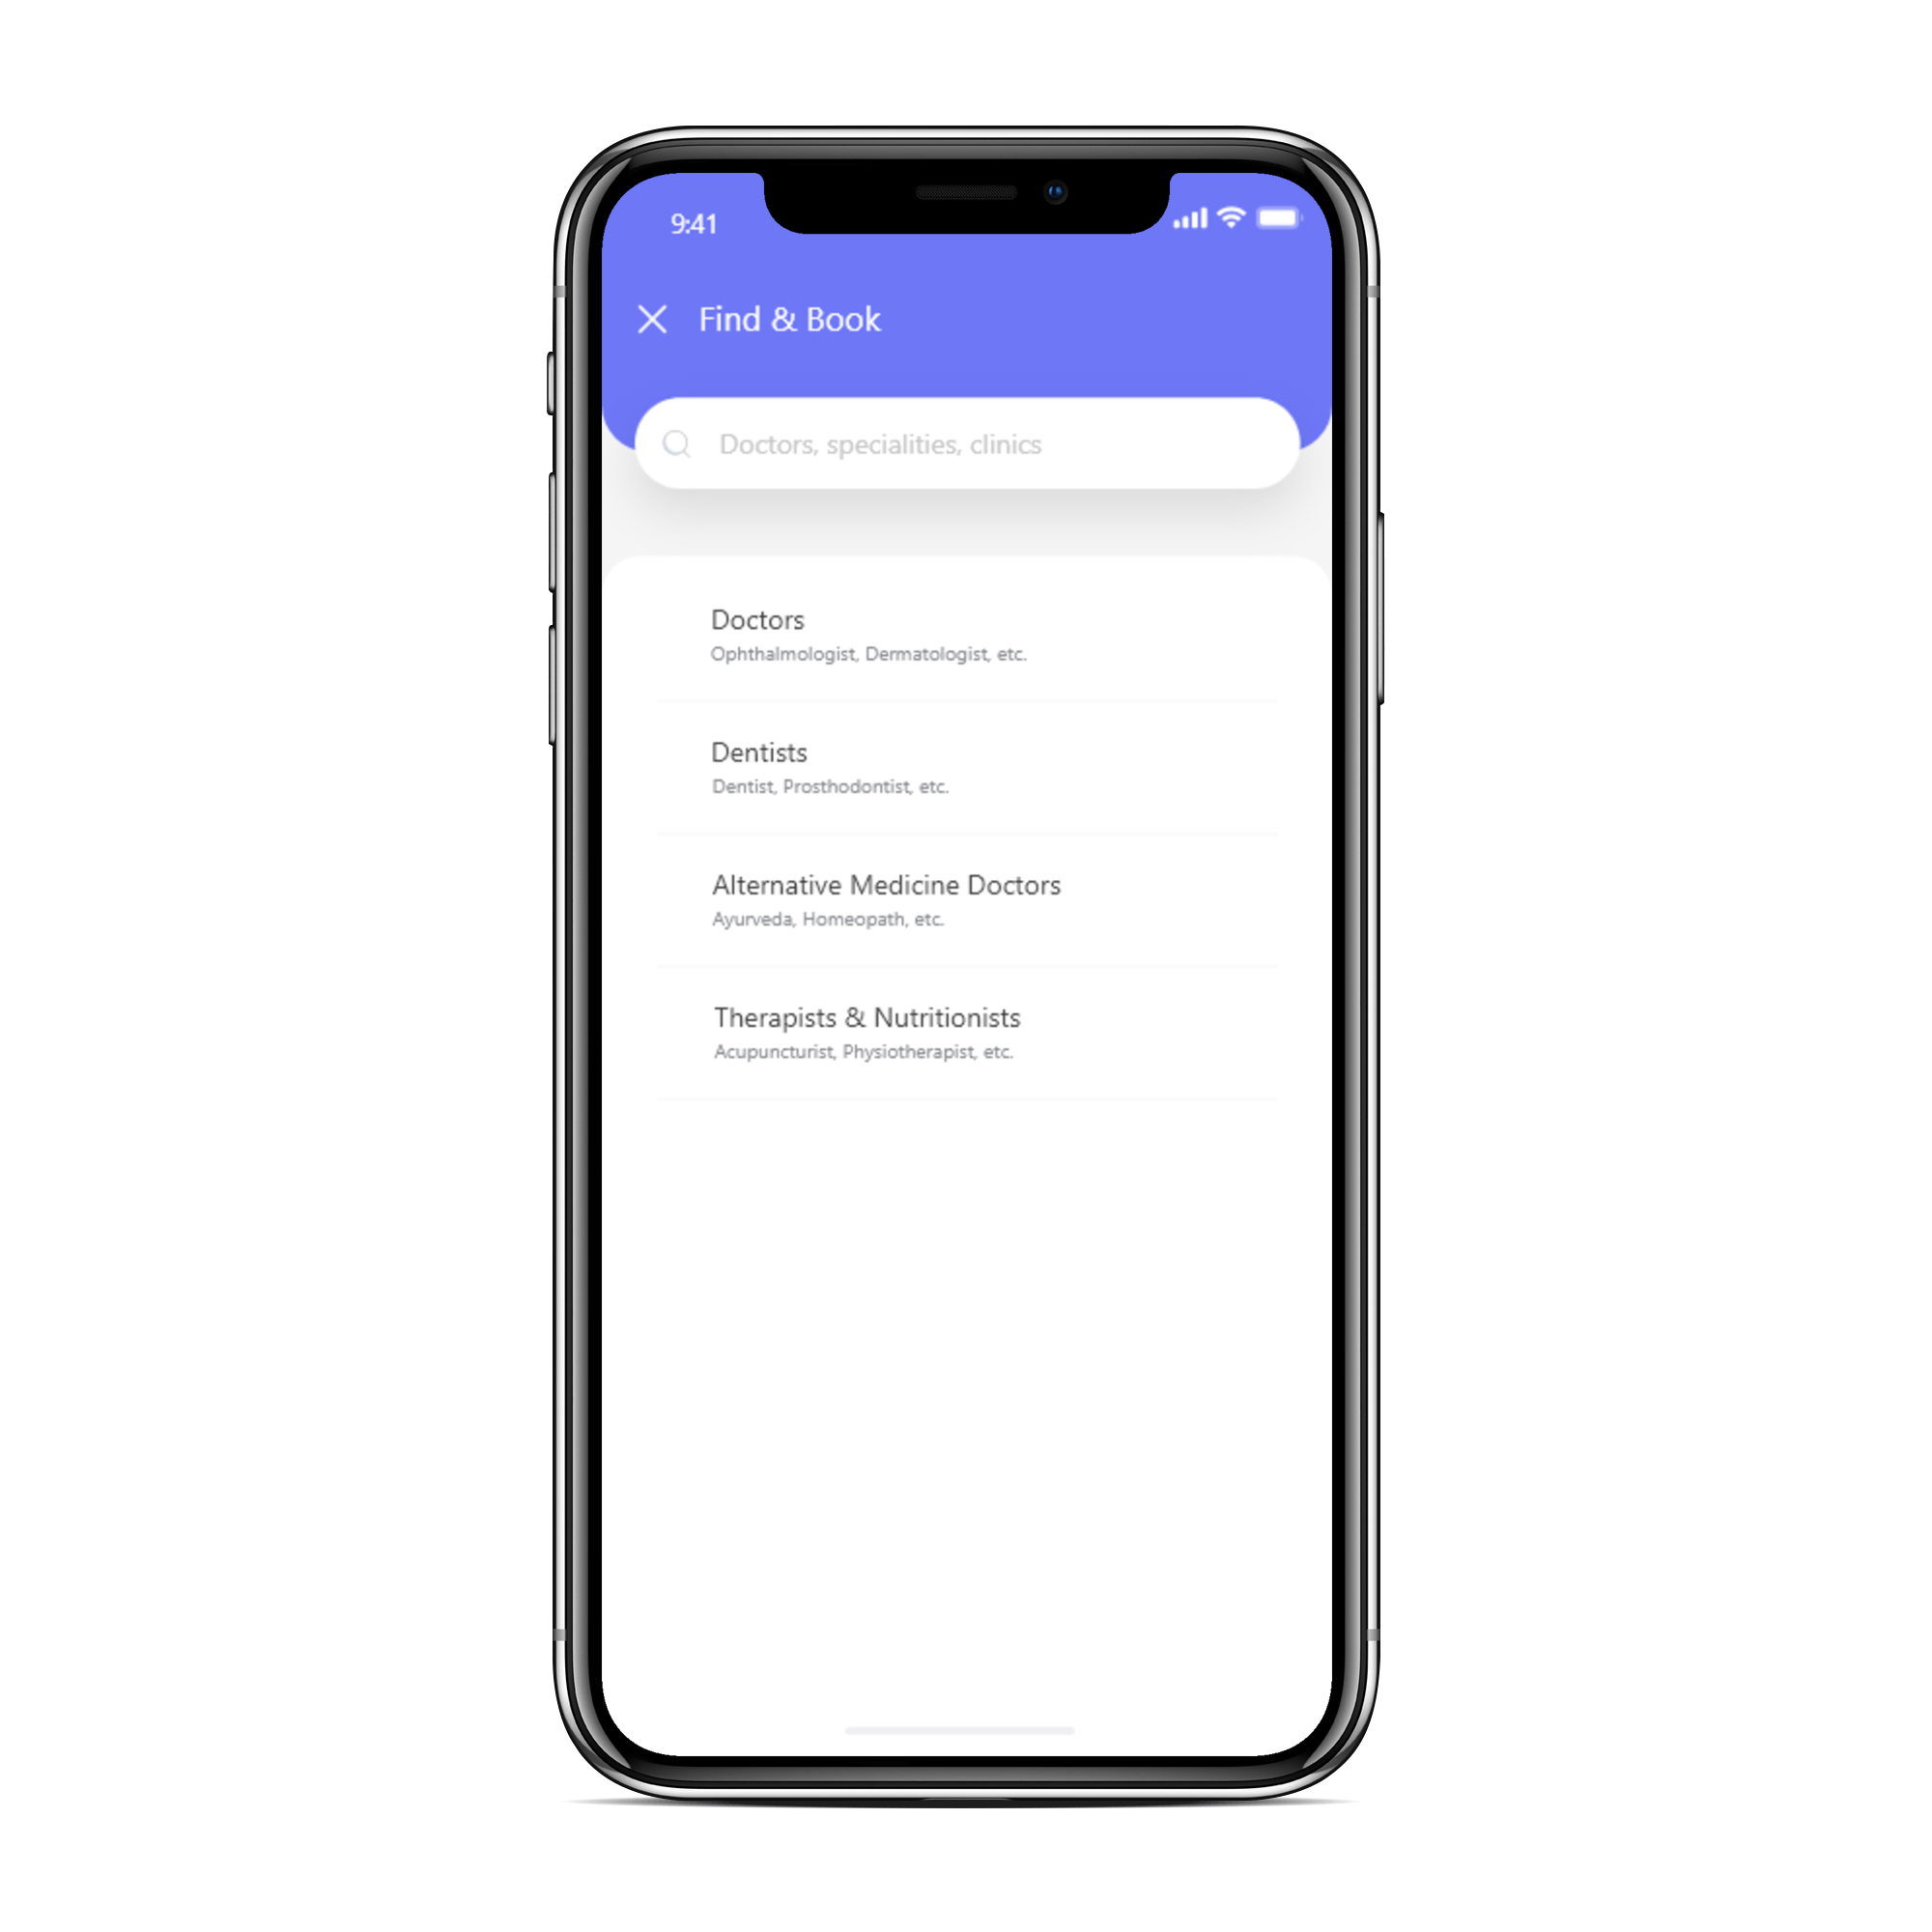 9:41
Find & Book
Doctors, specialities, clinics
Doctors
Ophthalmologist, Dermatologist, etc.
Dentists
Dentist, Prosthodontist, etc.
Alternative Medicine Doctors
Ayurveda, Homeopath, etc.
Therapists & Nutritionists
Acupuncturist, Physiotherapist, etc.